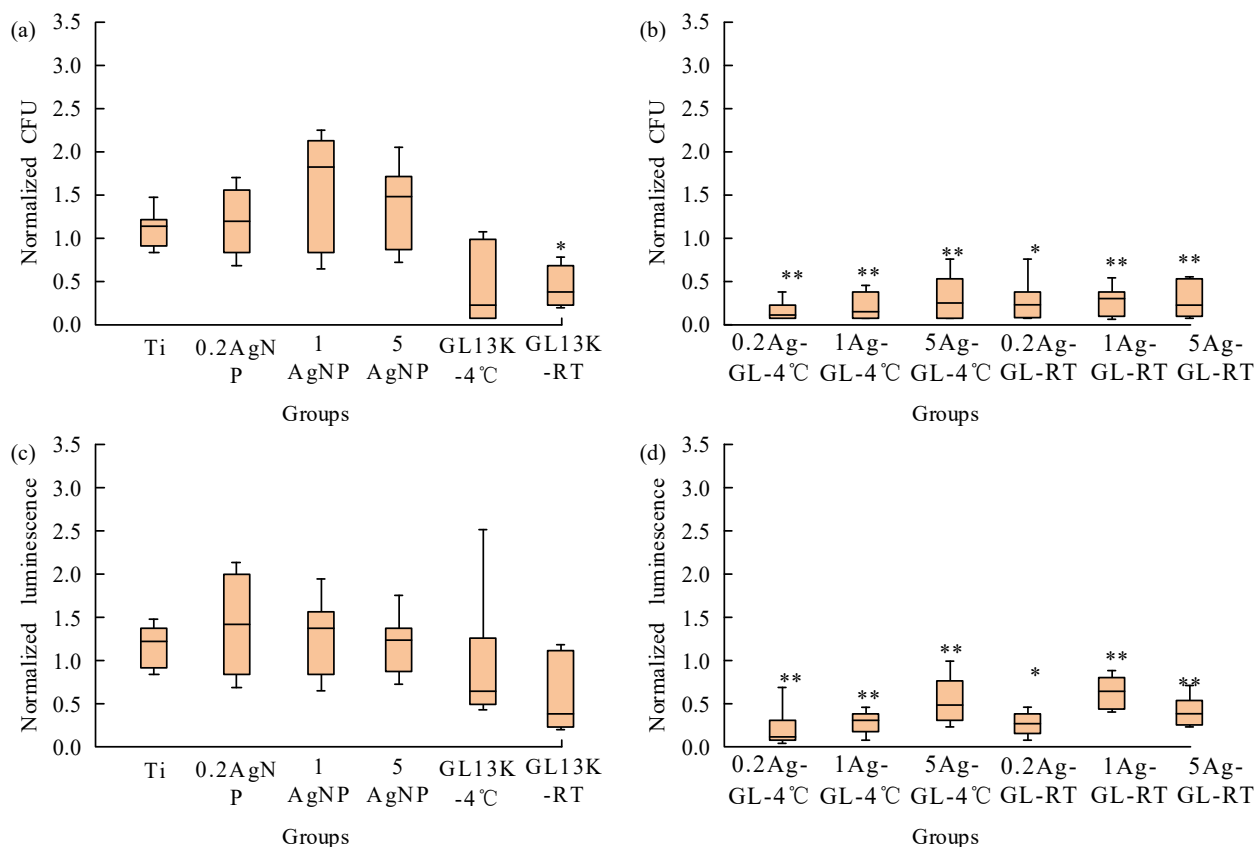 (a)
Normalized CFU
3.5
3.0
2.5
2.0
1.5
1.0
0.5
0.0
*
Ti
0.2AgN
P
1
AgNP
5
AgNP
GL13K
-4℃
GL13K
-RT
Groups
(b)
Normalized CFU
3.5
3.0
2.5
2.0
1.5
1.0
0.5
0.0
**
**
**
*
**
**
0.2Ag-
GL-4℃
1Ag-
GL-4℃
5Ag-
GL-4℃
0.2Ag-
GL-RT
1Ag-
GL-RT
5Ag-
GL-RT
Groups
(c)
Normalized luminescence
3.5
3.0
2.5
2.0
1.5
1.0
0.5
0.0
Ti
0.2AgN
P
1
AgNP
5
AgNP
GL13K
-4℃
GL13K
-RT
Groups
(d)
Normalized luminescence
3.5
3.0
2.5
2.0
1.5
1.0
0.5
0.0
**
**
**
*
**
**
0.2Ag-
GL-4℃
1Ag-
GL-4℃
5Ag-
GL-4℃
0.2Ag-
GL-RT
1Ag-
GL-RT
5Ag-
GL-RT
Groups